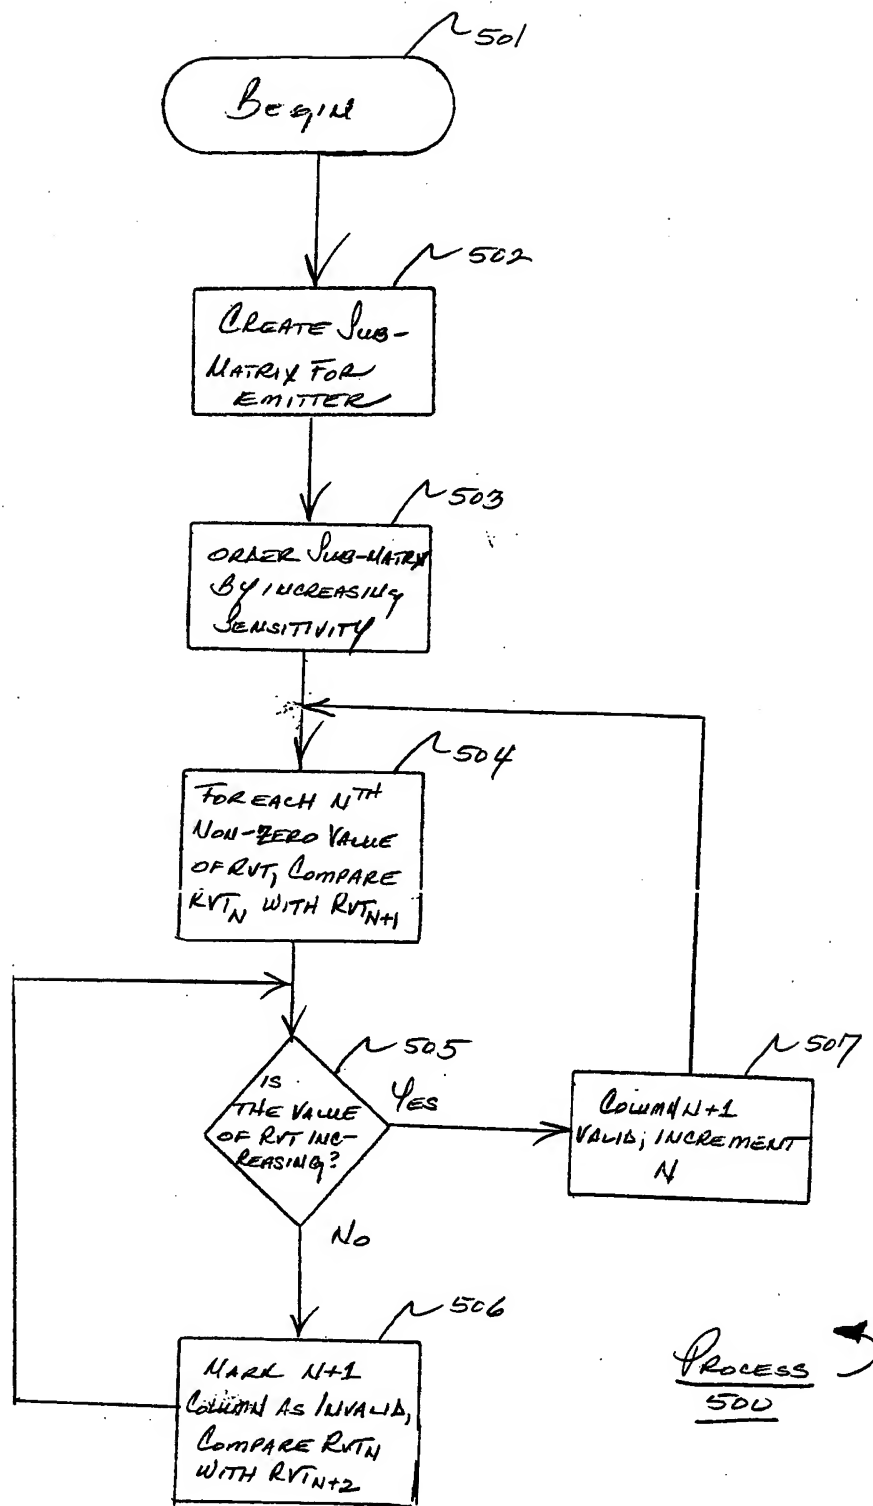 501
Begin
502
CREATE SUB-
MATRIX FOR
EMITTER
503
ORDER SUB-MATRIX
BY INCREASING
SENSITIVITY
504
FOR EACH NTH
NON-ZERO VALUE
OF RVT, COMPARE
RVTN WITH RVTN+1
505
IS
THE VALUE
OF RVT INC-
REASING?
YES
507
COLUMN N+1
VALID; INCREMENT
N
NO
506
MARK N+1
COLUMN AS INVALID,
COMPARE RVTN
WITH RVTN+2
PROCESS
500